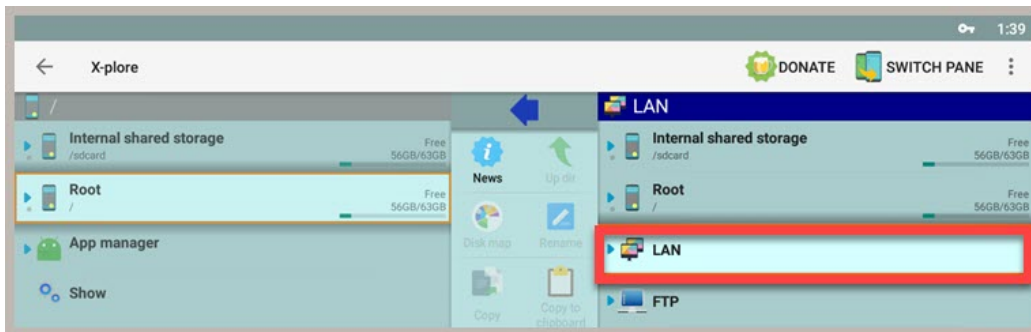 1:39
X-plore
DONATE
SWITCH PANE
/
Internal shared storage
/sdcard
Free
56GB/63GB
Root
/
Free
56GB/63GB
App manager
Show
News
Up dir
Disk map
Rename
Copy
Copy to
clipboard
LAN
Internal shared storage
/sdcard
Free
56GB/63GB
Root
/
Free
56GB/63GB
LAN
FTP